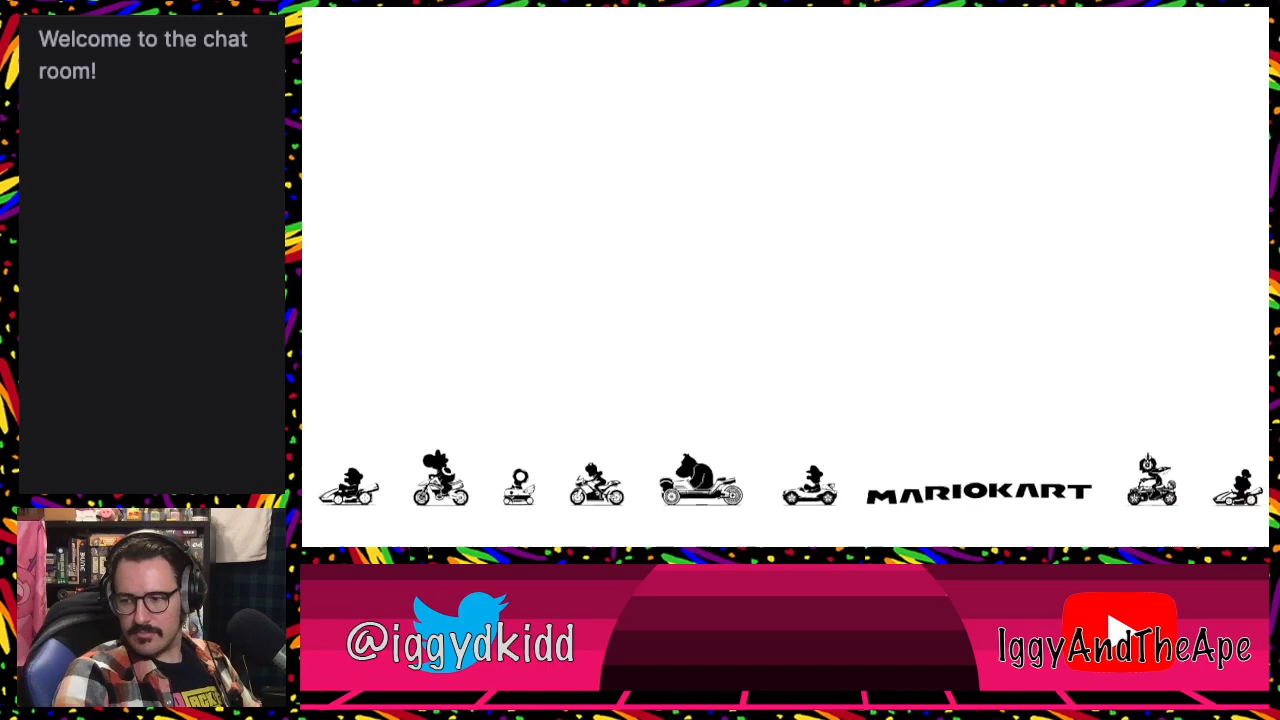 Welcome to the chat
room!
MARIOKART
@iggydkidd
IggyAndTheApe